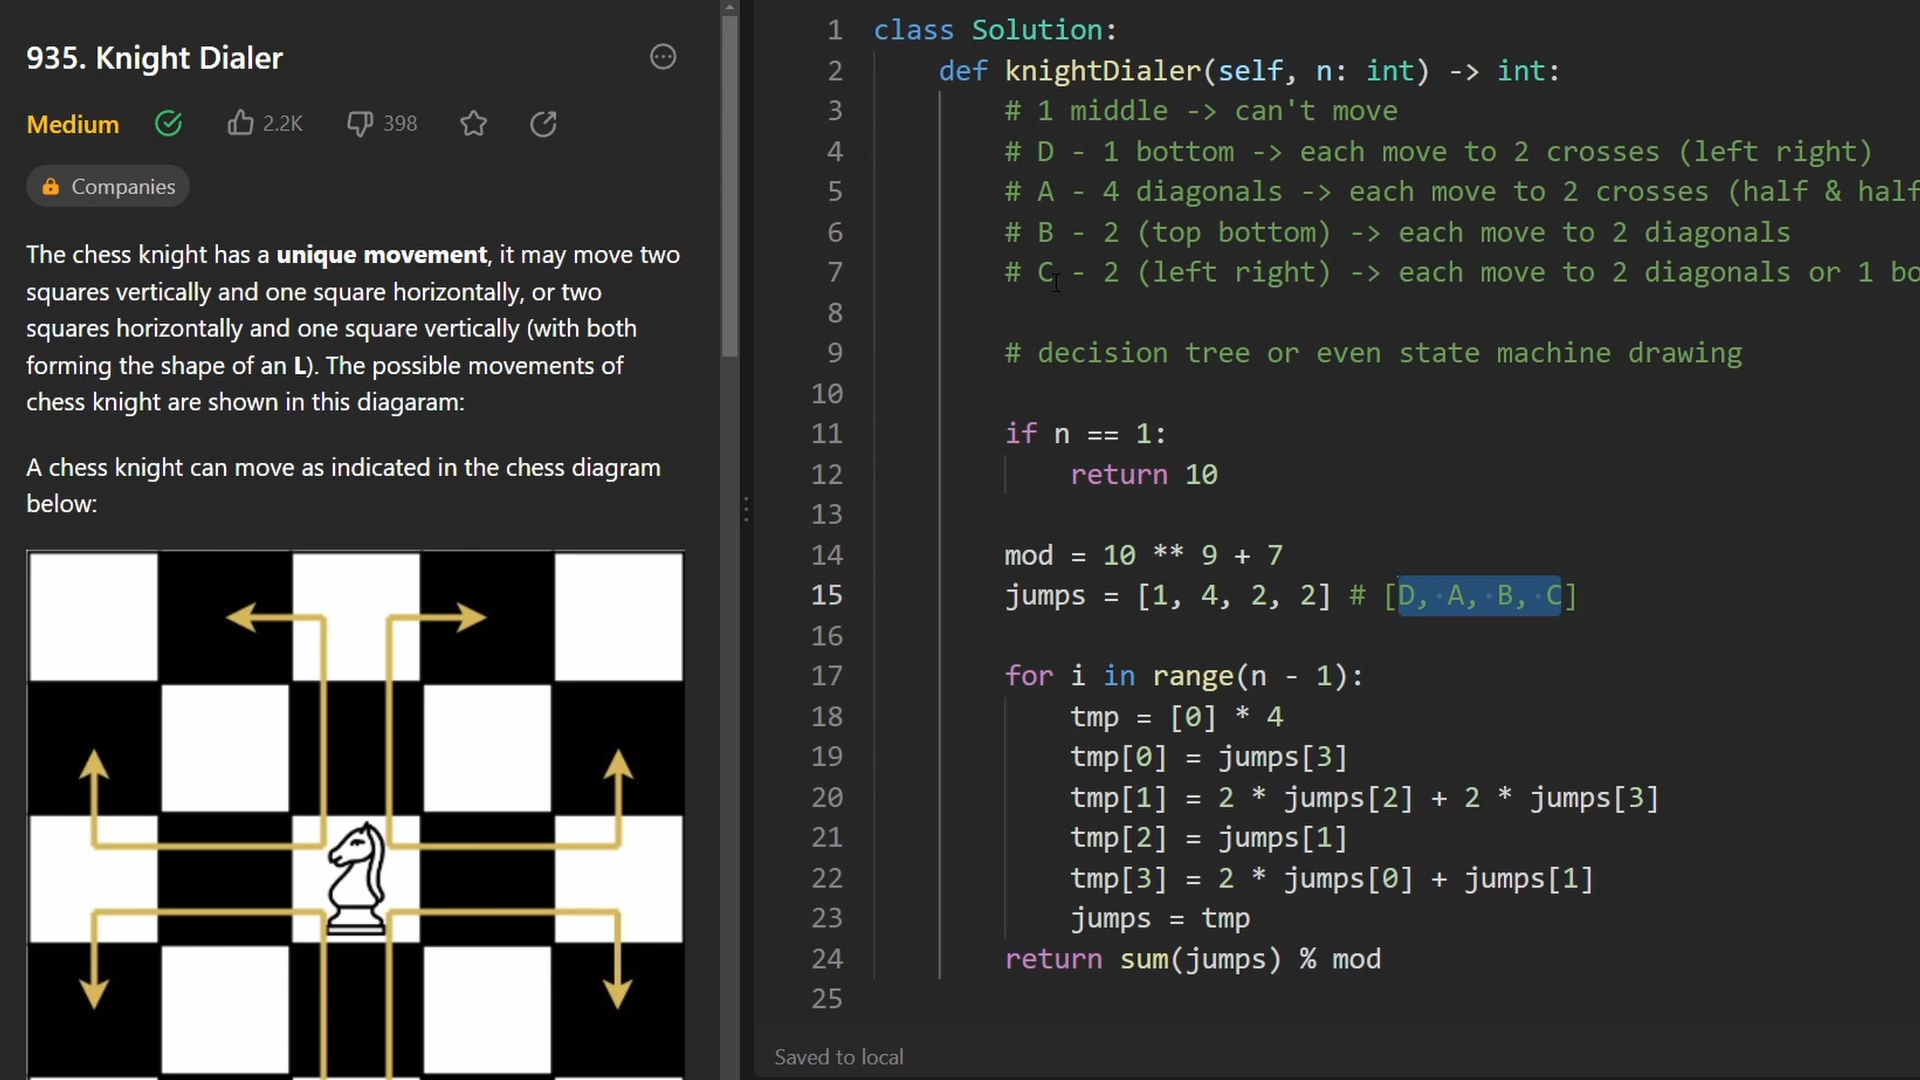 935. Knight Dialer
Medium 2.2K 398
Companies
The chess knight has a unique movement, it may move two
squares vertically and one square horizontally, or two
squares horizontally and one square vertically (with both
forming the shape of an L). The possible movements of
chess knight are shown in this diagaram:
A chess knight can move as indicated in the chess diagram
below:
1 class Solution:
2 def knightDialer(self, n: int) -> int:
3 # 1 middle -> can't move
4 # D - 1 bottom -> each move to 2 crosses (left right)
5 # A - 4 diagonals -> each move to 2 crosses (half & half
6 # B - 2 (top bottom) -> each move to 2 diagonals
7 # C - 2 (left right) -> each move to 2 diagonals or 1 bo
8
9 # decision tree or even state machine drawing
10
11 if n == 1:
12 return 10
13
14 mod = 10 ** 9 + 7
15 jumps = [1, 4, 2, 2] # [D, A, B, C]
16
17 for i in range(n - 1):
18 tmp = [0] * 4
19 tmp[0] = jumps[3]
20 tmp[1] = 2 * jumps[2] + 2 * jumps[3]
21 tmp[2] = jumps[1]
22 tmp[3] = 2 * jumps[0] + jumps[1]
23 jumps = tmp
24 return sum(jumps) % mod
25
Saved to local